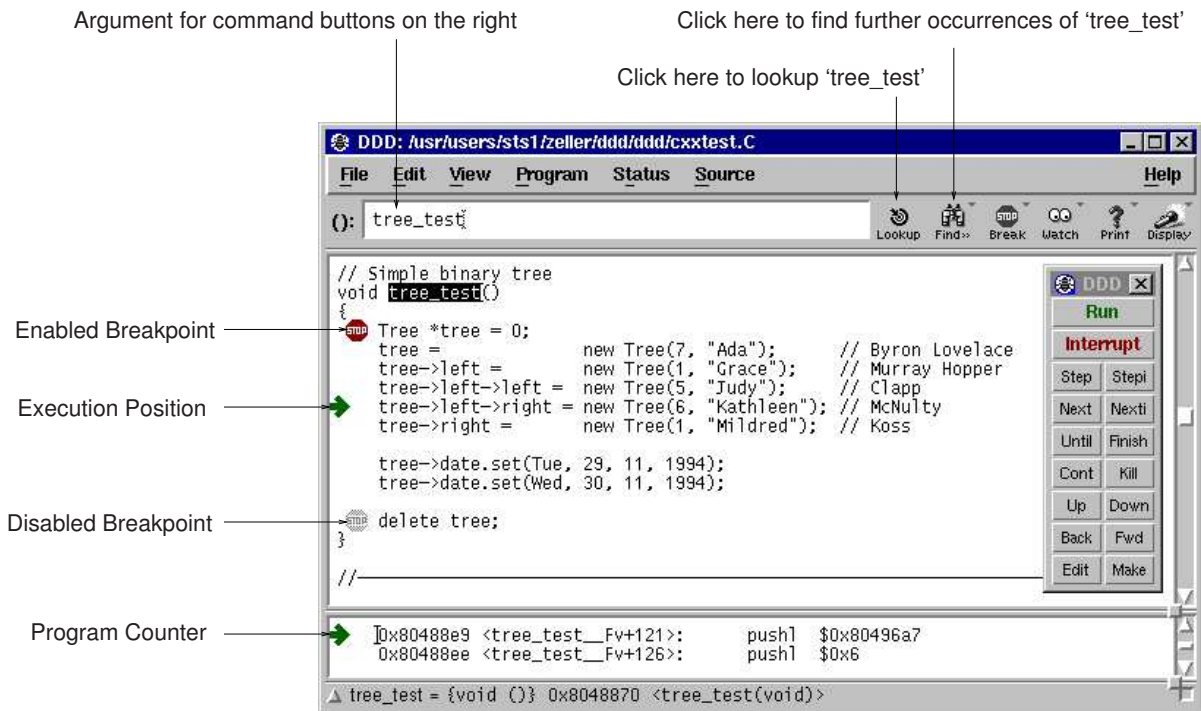 Argument for command buttons on the right
Click here to find further occurrences of ‘tree_test’
Click here to lookup ‘tree_test’
DDD: /usr/users/sts1/zeller/ddd/ddd/cxxtest.C
File Edit View Program Status Source Help
(): tree_test
Lookup Find» Break Watch Print Display
STOP
// Simple binary tree
void tree_test()
{
Enabled Breakpoint
STOP Tree *tree = 0;
tree = new Tree(7, "Ada"); // Byron Lovelace
tree->left = new Tree(1, "Grace"); // Murray Hopper
tree->left->left = new Tree(5, "Judy"); // Clapp
Execution Position
tree->left->right = new Tree(6, "Kathleen"); // McNulty
tree->right = new Tree(1, "Mildred"); // Koss
tree->date.set(Tue, 29, 11, 1994);
tree->date.set(Wed, 30, 11, 1994);
Disabled Breakpoint
STOP delete tree;
}
//
DDD
Run
Interrupt
Step Stepi
Next Nexti
Until Finish
Cont Kill
Up Down
Back Fwd
Edit Make
Program Counter
0x80488e9 <tree_test__Fv+121>: pushl $0x80496a7
0x80488ee <tree_test__Fv+126>: pushl $0x6
tree_test = {void ()} 0x8048870 <tree_test(void)>